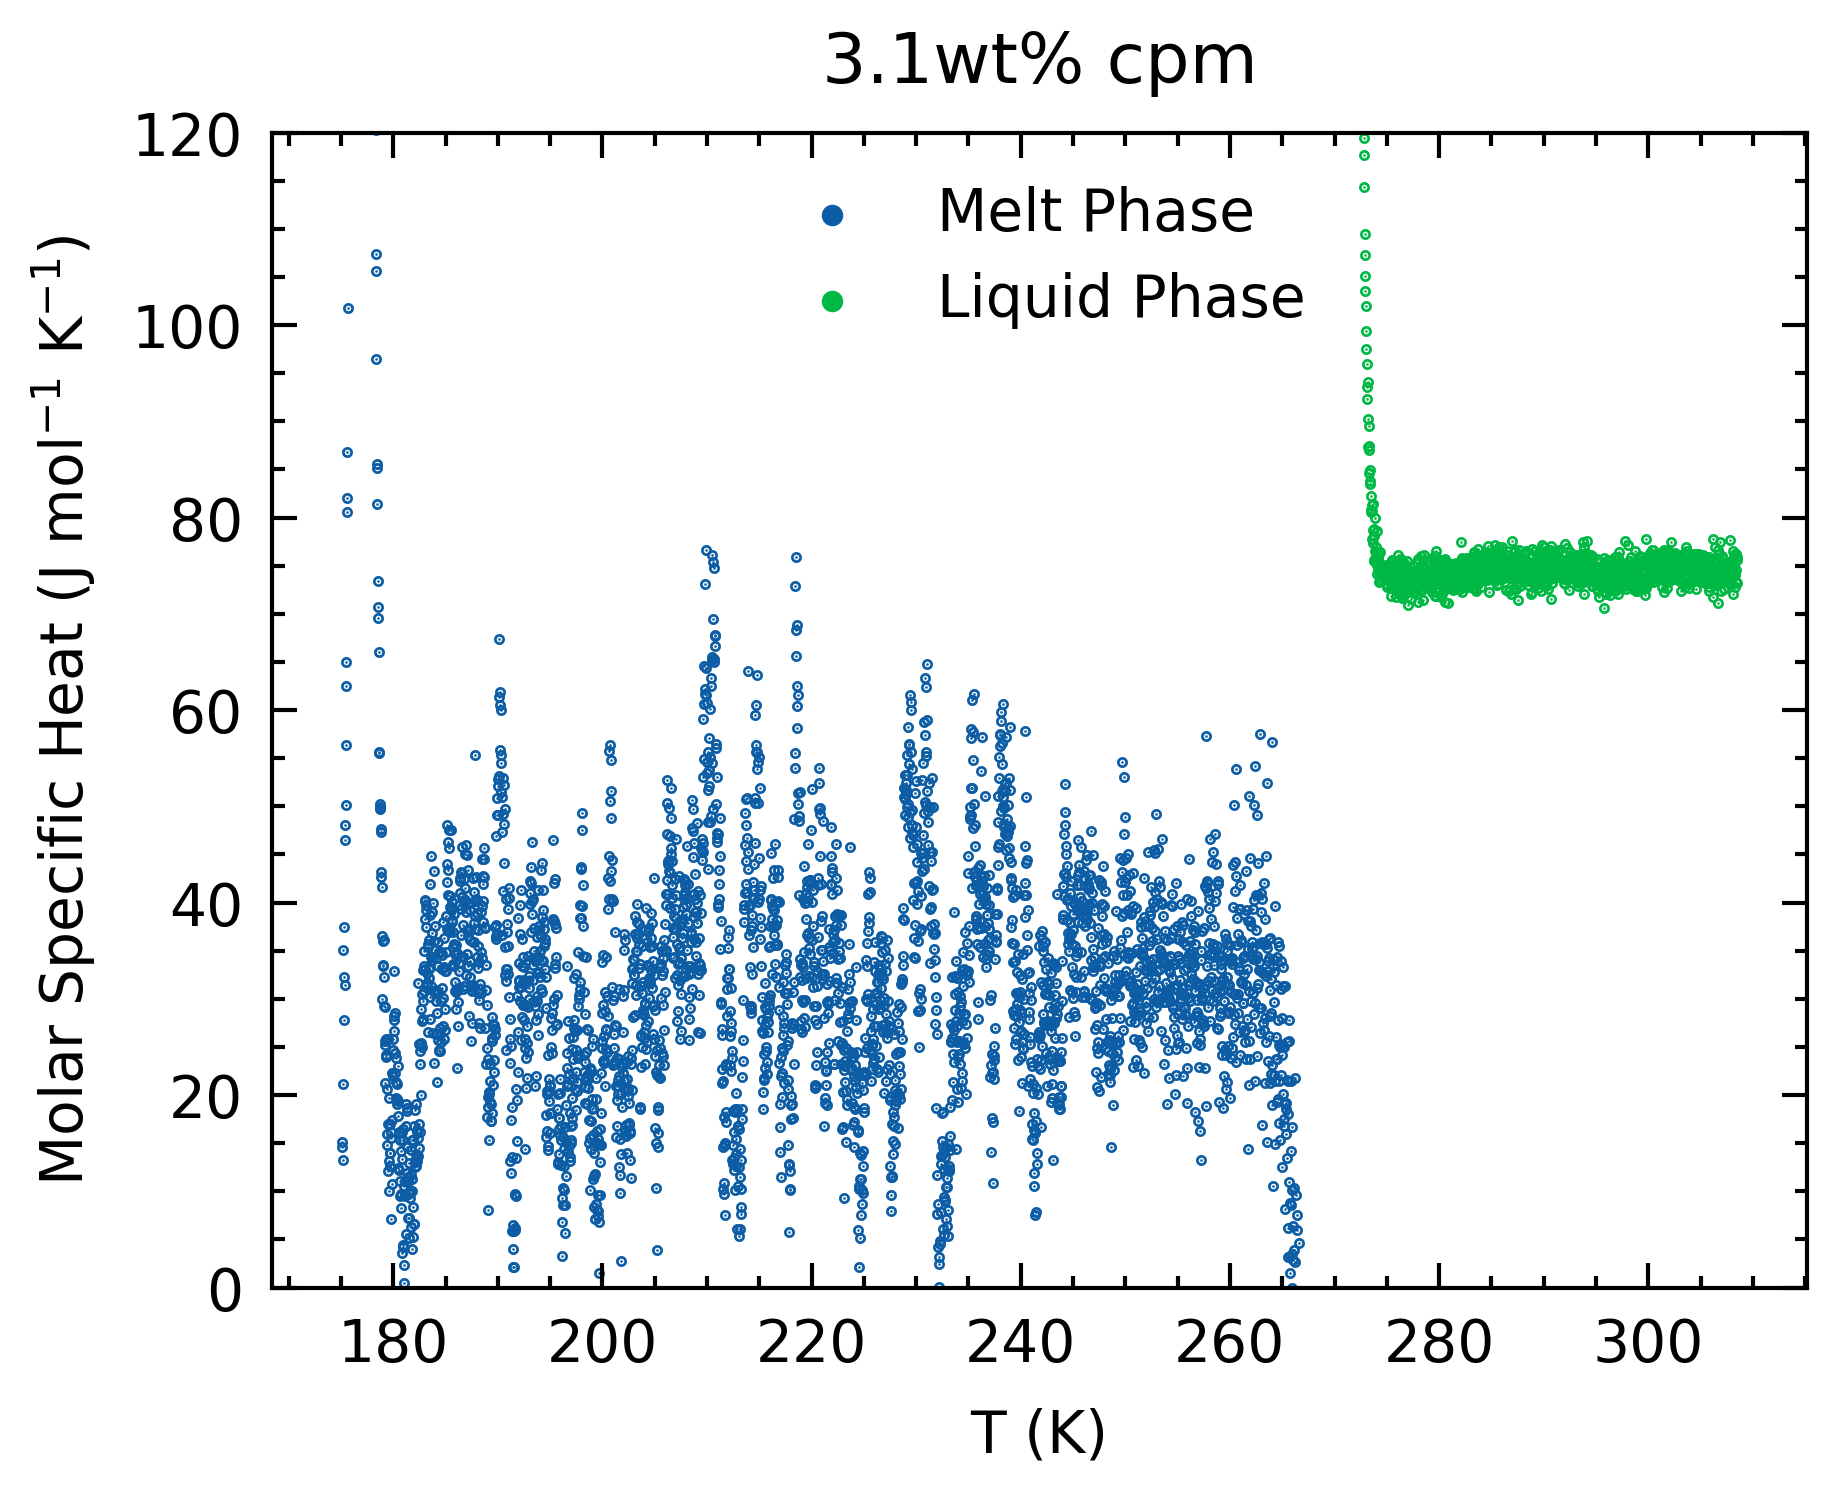 3.1wt% cpm
Molar Specific Heat (J mol⁻¹ K⁻¹)
120
100
80
60
40
20
0
Melt Phase
Liquid Phase
180 200 220 240 260 280 300
T (K)